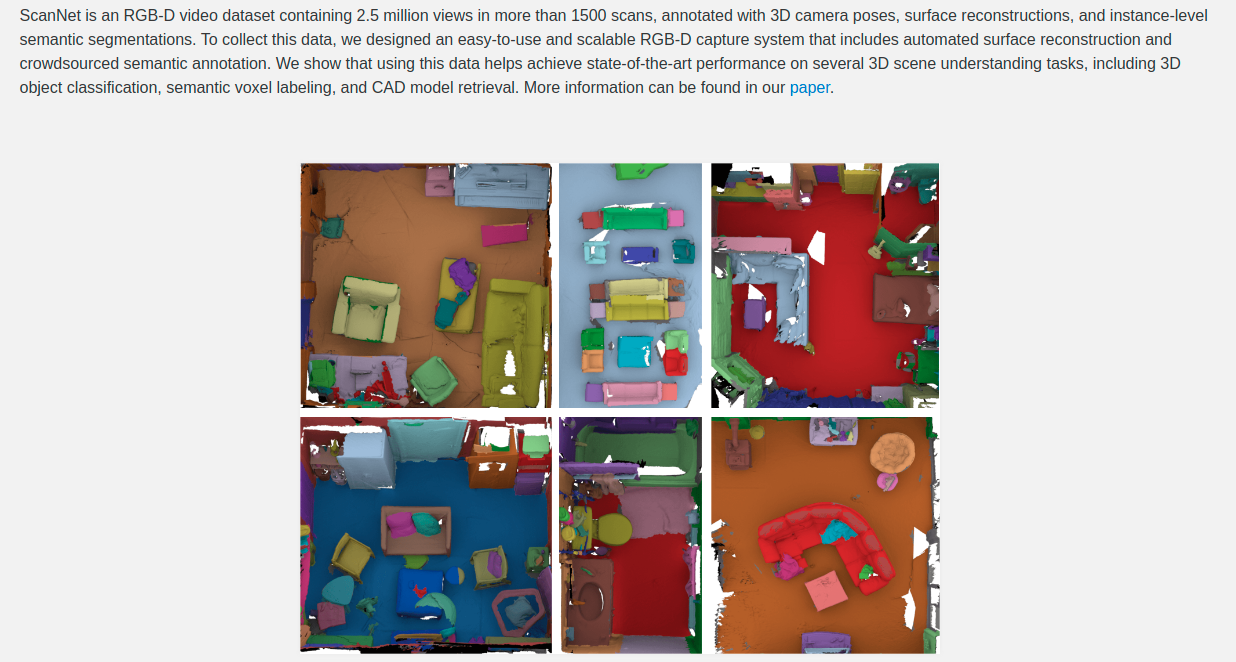 ScanNet is an RGB-D video dataset containing 2.5 million views in more than 1500 scans, annotated with 3D camera poses, surface reconstructions, and instance-level
semantic segmentations. To collect this data, we designed an easy-to-use and scalable RGB-D capture system that includes automated surface reconstruction and
crowdsourced semantic annotation. We show that using this data helps achieve state-of-the-art performance on several 3D scene understanding tasks, including 3D
object classification, semantic voxel labeling, and CAD model retrieval. More information can be found in our paper.